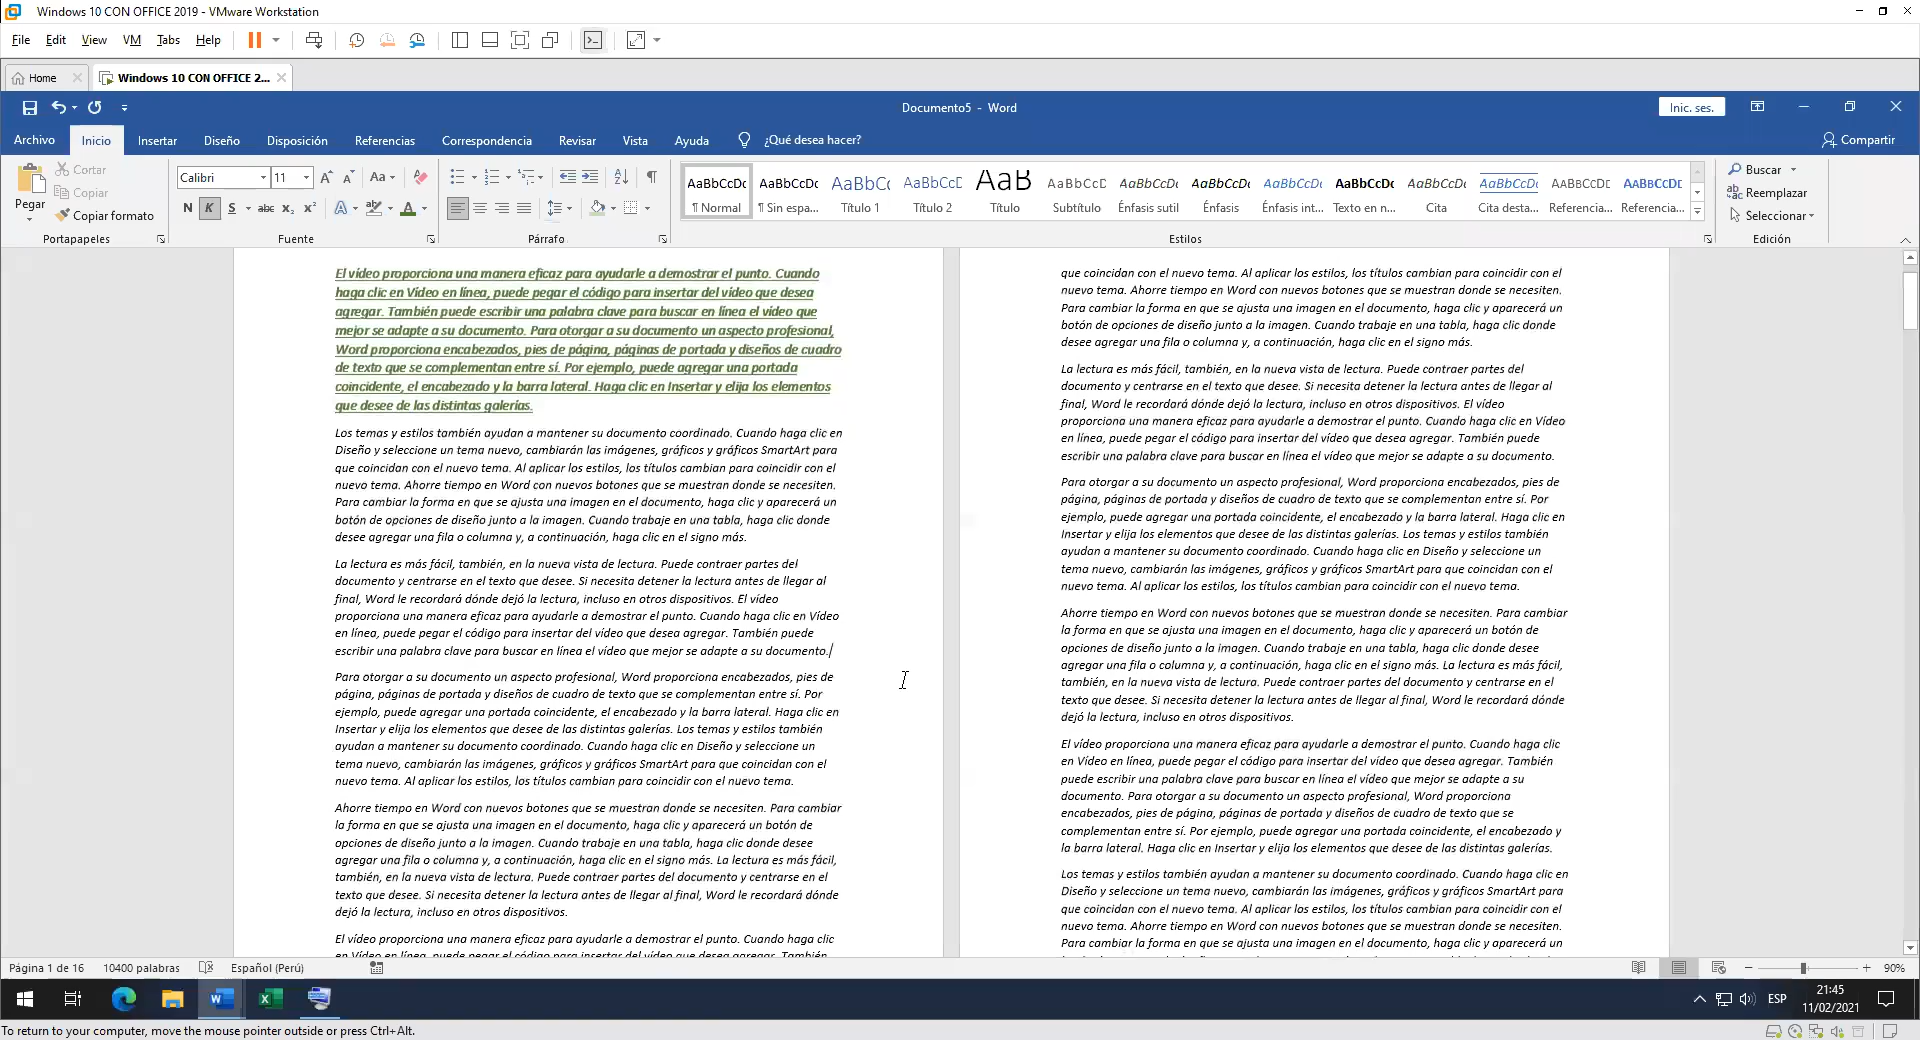 Windows 10 CON OFFICE 2019 - VMware Workstation
File Edit View VM Tabs Help
Home
Windows 10 CON OFFICE 2...
Documento5 - Word
Inic. ses.
Archivo Inicio Insertar Diseño Disposición Referencias Correspondencia Revisar Vista Ayuda ¿Qué desea hacer? Compartir
Pegar
Cortar
Copiar
Copiar formato
Portapapeles
Calibri 11
N K S abc x₂ x²
Fuente
Párrafo
AaBbCcDc AaBbCcDc AaBbCc AaBbCcD AaB AaBbCcD AaBbCcDc AaBbCcDc AaBbCcDc AaBbCcDc AaBbCcDc AaBbCcDc AABBCCDC AABBCCDC
¶ Normal ¶ Sin espa... Título 1 Título 2 Título Subtítulo Énfasis sutil Énfasis Énfasis int... Texto en n... Cita Cita desta... Referencia... Referencia...
Estilos
Buscar
Reemplazar
Seleccionar
Edición
El vídeo proporciona una manera eficaz para ayudarle a demostrar el punto. Cuando
haga clic en Vídeo en línea, puede pegar el código para insertar del vídeo que desea
agregar. También puede escribir una palabra clave para buscar en línea el vídeo que
mejor se adapte a su documento. Para otorgar a su documento un aspecto profesional,
Word proporciona encabezados, pies de página, páginas de portada y diseños de cuadro
de texto que se complementan entre sí. Por ejemplo, puede agregar una portada
coincidente, el encabezado y la barra lateral. Haga clic en Insertar y elija los elementos
que desee de las distintas galerías.
Los temas y estilos también ayudan a mantener su documento coordinado. Cuando haga clic en
Diseño y seleccione un tema nuevo, cambiarán las imágenes, gráficos y gráficos SmartArt para
que coincidan con el nuevo tema. Al aplicar los estilos, los títulos cambian para coincidir con el
nuevo tema. Ahorre tiempo en Word con nuevos botones que se muestran donde se necesiten.
Para cambiar la forma en que se ajusta una imagen en el documento, haga clic y aparecerá un
botón de opciones de diseño junto a la imagen. Cuando trabaje en una tabla, haga clic donde
desee agregar una fila o columna y, a continuación, haga clic en el signo más.
La lectura es más fácil, también, en la nueva vista de lectura. Puede contraer partes del
documento y centrarse en el texto que desee. Si necesita detener la lectura antes de llegar al
final, Word le recordará dónde dejó la lectura, incluso en otros dispositivos. El vídeo
proporciona una manera eficaz para ayudarle a demostrar el punto. Cuando haga clic en Vídeo
en línea, puede pegar el código para insertar del vídeo que desea agregar. También puede
escribir una palabra clave para buscar en línea el vídeo que mejor se adapte a su documento.
Para otorgar a su documento un aspecto profesional, Word proporciona encabezados, pies de
página, páginas de portada y diseños de cuadro de texto que se complementan entre sí. Por
ejemplo, puede agregar una portada coincidente, el encabezado y la barra lateral. Haga clic en
Insertar y elija los elementos que desee de las distintas galerías. Los temas y estilos también
ayudan a mantener su documento coordinado. Cuando haga clic en Diseño y seleccione un
tema nuevo, cambiarán las imágenes, gráficos y gráficos SmartArt para que coincidan con el
nuevo tema. Al aplicar los estilos, los títulos cambian para coincidir con el nuevo tema.
Ahorre tiempo en Word con nuevos botones que se muestran donde se necesiten. Para cambiar
la forma en que se ajusta una imagen en el documento, haga clic y aparecerá un botón de
opciones de diseño junto a la imagen. Cuando trabaje en una tabla, haga clic donde desee
agregar una fila o columna y, a continuación, haga clic en el signo más. La lectura es más fácil,
también, en la nueva vista de lectura. Puede contraer partes del documento y centrarse en el
texto que desee. Si necesita detener la lectura antes de llegar al final, Word le recordará dónde
dejó la lectura, incluso en otros dispositivos.
El vídeo proporciona una manera eficaz para ayudarle a demostrar el punto. Cuando haga clic
en Vídeo en línea, puede pegar el código para insertar del vídeo que desea agregar. También
que coincidan con el nuevo tema. Al aplicar los estilos, los títulos cambian para coincidir con el
nuevo tema. Ahorre tiempo en Word con nuevos botones que se muestran donde se necesiten.
Para cambiar la forma en que se ajusta una imagen en el documento, haga clic y aparecerá un
botón de opciones de diseño junto a la imagen. Cuando trabaje en una tabla, haga clic donde
desee agregar una fila o columna y, a continuación, haga clic en el signo más.
La lectura es más fácil, también, en la nueva vista de lectura. Puede contraer partes del
documento y centrarse en el texto que desee. Si necesita detener la lectura antes de llegar al
final, Word le recordará dónde dejó la lectura, incluso en otros dispositivos. El vídeo
proporciona una manera eficaz para ayudarle a demostrar el punto. Cuando haga clic en Vídeo
en línea, puede pegar el código para insertar del vídeo que desea agregar. También puede
escribir una palabra clave para buscar en línea el vídeo que mejor se adapte a su documento.
Para otorgar a su documento un aspecto profesional, Word proporciona encabezados, pies de
página, páginas de portada y diseños de cuadro de texto que se complementan entre sí. Por
ejemplo, puede agregar una portada coincidente, el encabezado y la barra lateral. Haga clic en
Insertar y elija los elementos que desee de las distintas galerías. Los temas y estilos también
ayudan a mantener su documento coordinado. Cuando haga clic en Diseño y seleccione un
tema nuevo, cambiarán las imágenes, gráficos y gráficos SmartArt para que coincidan con el
nuevo tema. Al aplicar los estilos, los títulos cambian para coincidir con el nuevo tema.
Ahorre tiempo en Word con nuevos botones que se muestran donde se necesiten. Para cambiar
la forma en que se ajusta una imagen en el documento, haga clic y aparecerá un botón de
opciones de diseño junto a la imagen. Cuando trabaje en una tabla, haga clic donde desee
agregar una fila o columna y, a continuación, haga clic en el signo más. La lectura es más fácil,
también, en la nueva vista de lectura. Puede contraer partes del documento y centrarse en el
texto que desee. Si necesita detener la lectura antes de llegar al final, Word le recordará dónde
dejó la lectura, incluso en otros dispositivos.
El vídeo proporciona una manera eficaz para ayudarle a demostrar el punto. Cuando haga clic
en Vídeo en línea, puede pegar el código para insertar del vídeo que desea agregar. También
puede escribir una palabra clave para buscar en línea el vídeo que mejor se adapte a su
documento. Para otorgar a su documento un aspecto profesional, Word proporciona
encabezados, pies de página, páginas de portada y diseños de cuadro de texto que se
complementan entre sí. Por ejemplo, puede agregar una portada coincidente, el encabezado y
la barra lateral. Haga clic en Insertar y elija los elementos que desee de las distintas galerías.
Los temas y estilos también ayudan a mantener su documento coordinado. Cuando haga clic en
Diseño y seleccione un tema nuevo, cambiarán las imágenes, gráficos y gráficos SmartArt para
que coincidan con el nuevo tema. Al aplicar los estilos, los títulos cambian para coincidir con el
nuevo tema. Ahorre tiempo en Word con nuevos botones que se muestran donde se necesiten.
Para cambiar la forma en que se ajusta una imagen en el documento, haga clic y aparecerá un
Página 1 de 16 10400 palabras Español (Perú) 90%
ESP
21:45
11/02/2021
To return to your computer, move the mouse pointer outside or press Ctrl+Alt.